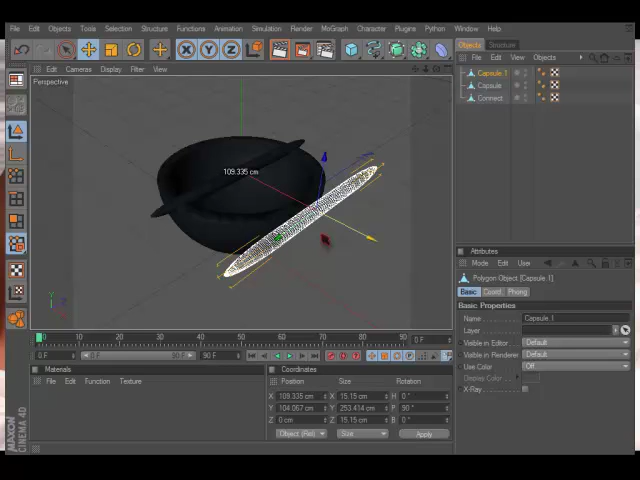 File Edit Objects Tools Selection Structure Functions Render MoGraph Character Animation Simulation Plugins Python Window Help
Objects Structure
File Edit View Objects
Capsule.1
Capsule
Connect
Edit Cameras Display Filter View
Perspective
109.335 cm
X Y Z
Attributes
Mode Edit User
Polygon Object [Capsule.1]
Basic Coord. Phong
Basic Properties
Name Capsule.1
Layer
Visible in Editor Default
Visible in Renderer Default
Use Color Off
Display Color
X-Ray
0 10 20 30 40 50 60 70 80 90
0 F
0 F 0 F 90 F 90 F
Materials
File Edit Function Texture
Coordinates
Position Size Rotation
X 109.335 cm X 15.15 cm H 0 °
Y 104.067 cm Y 253.414 cm P 90 °
Z 0 cm Z 15.15 cm B 0 °
Object (Rel) Size Apply
MAXON
CINEMA 4D